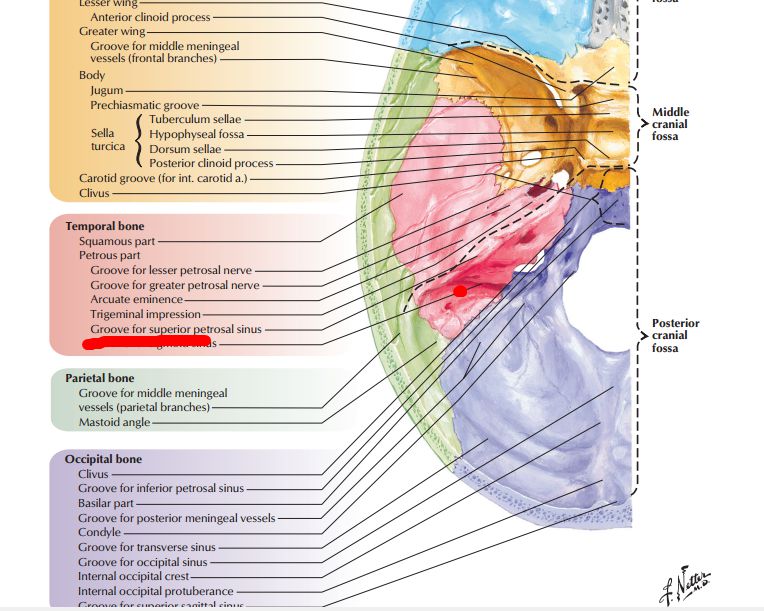 Lesser wing
Anterior clinoid process
Greater wing
Groove for middle meningeal
vessels (frontal branches)
Body
Jugum
Prechiasmatic groove
Sella
turcica
Tuberculum sellae
Hypophyseal fossa
Dorsum sellae
Posterior clinoid process
Carotid groove (for int. carotid a.)
Clivus
Temporal bone
Squamous part
Petrous part
Groove for lesser petrosal nerve
Groove for greater petrosal nerve
Arcuate eminence
Trigeminal impression
Groove for superior petrosal sinus
Parietal bone
Groove for middle meningeal
vessels (parietal branches)
Mastoid angle
Occipital bone
Clivus
Groove for inferior petrosal sinus
Basilar part
Groove for posterior meningeal vessels
Condyle
Groove for transverse sinus
Groove for occipital sinus
Internal occipital crest
Internal occipital protuberance
Groove for superior sagittal sinus
fossa
Middle
cranial
fossa
Posterior
cranial
fossa
F. Netter
M.D.